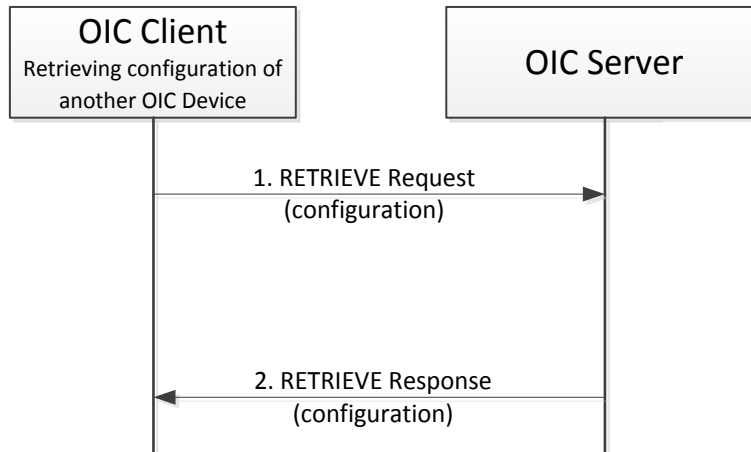 OIC Client
Retrieving configuration of
another OIC Device
OIC Server
1. RETRIEVE Request
(configuration)
2. RETRIEVE Response
(configuration)